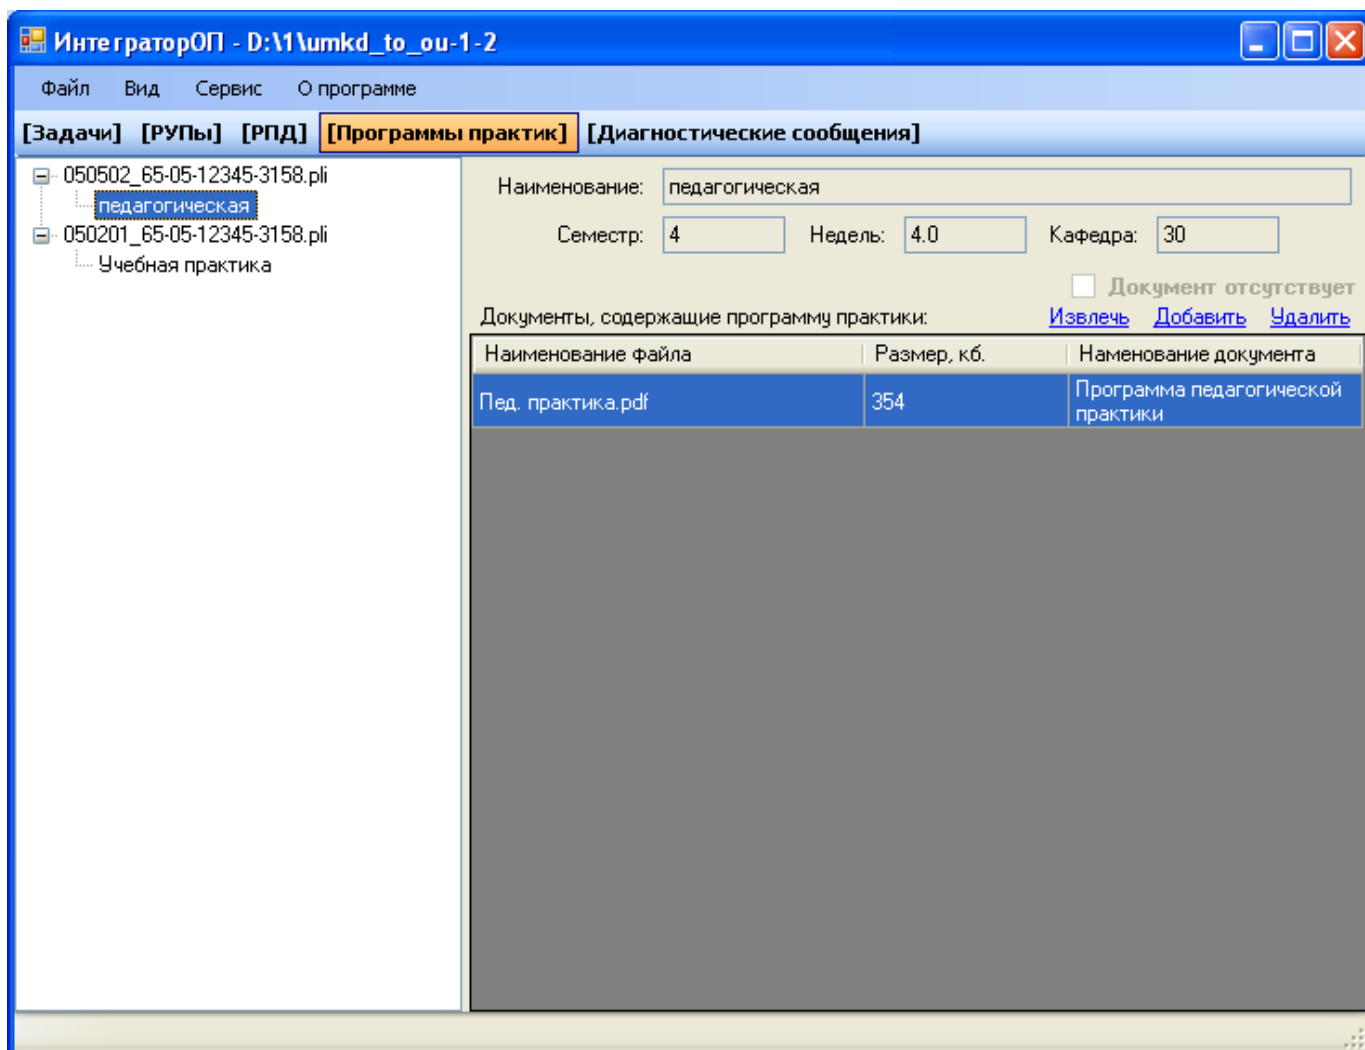 ИнтеграторОП - D:\1\umkd_to_ou-1-2
Файл Вид Сервис О программе
[Задачи] [РУПы] [РПД] [Программы практик] [Диагностические сообщения]
050502_65-05-12345-3158.pli
педагогическая
050201_65-05-12345-3158.pli
Учебная практика
Наименование: педагогическая
Семестр: 4 Недель: 4.0 Кафедра: 30
Документ отсутствует
Документы, содержащие программу практики: Извлечь Добавить Удалить
Наименование файла Размер, кб. Наменование документа
Пед. практика.pdf 354 Программа педагогической
практики